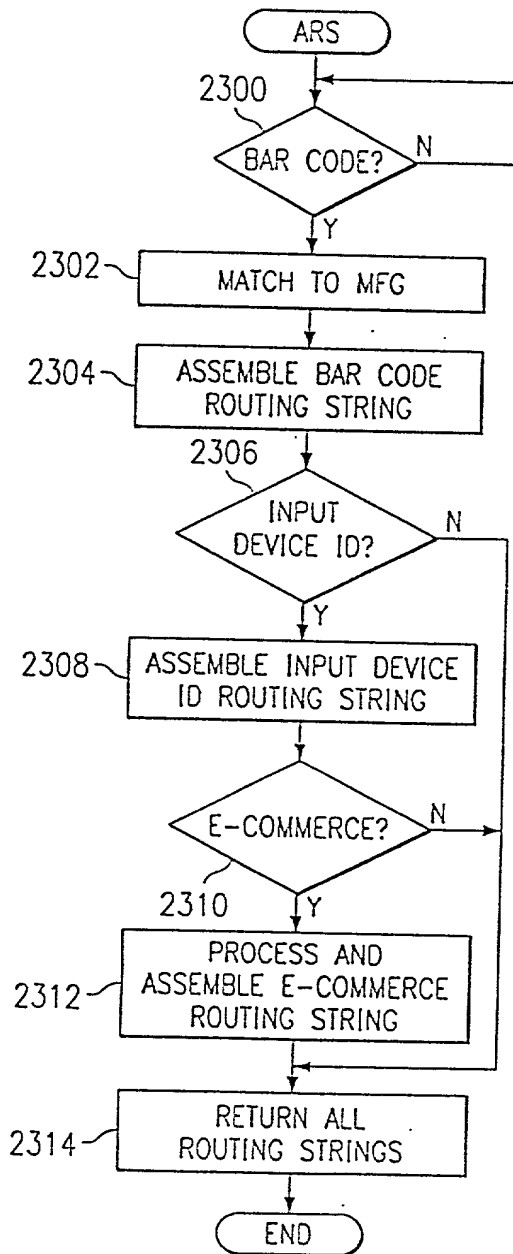 ARS
2300
BAR CODE?
N
Y
2302
MATCH TO MFG
2304
ASSEMBLE BAR CODE
ROUTING STRING
2306
INPUT
DEVICE ID?
N
Y
2308
ASSEMBLE INPUT DEVICE
ID ROUTING STRING
E-COMMERCE?
N
2310
Y
2312
PROCESS AND
ASSEMBLE E-COMMERCE
ROUTING STRING
2314
RETURN ALL
ROUTING STRINGS
END